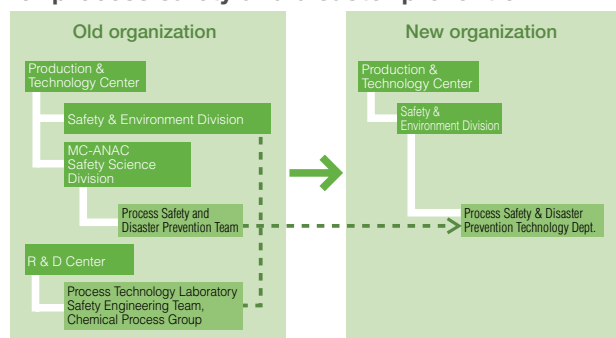 Old organization
Production &
Technology Center
Safety & Environment Division
MC-ANAC
Safety Science
Division
Process Safety and
Disaster Prevention Team
R & D Center
Process Technology Laboratory
Safety Engineering Team,
Chemical Process Group
New organization
Production &
Technology Center
Safety &
Environment Division
Process Safety & Disaster
Prevention Technology Dept.